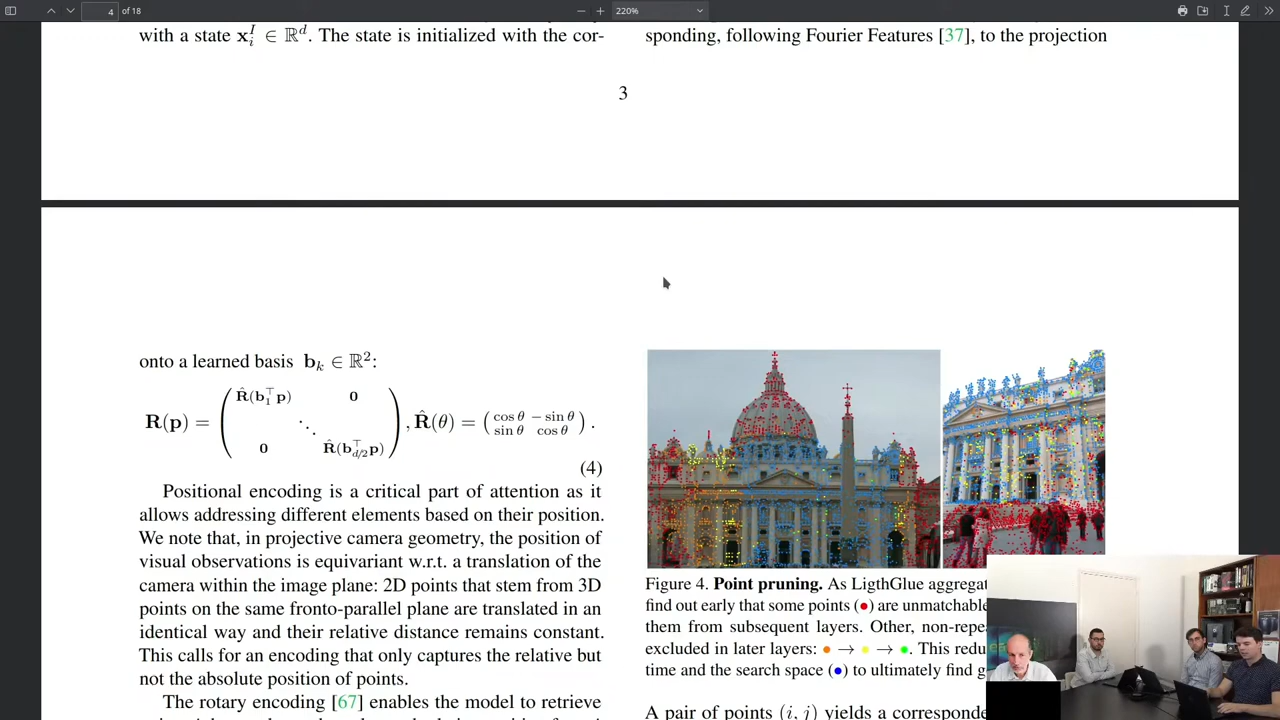 4 of 18
220%
with a state x_i^I ∈ ℝ^d. The state is initialized with the cor-
sponding, following Fourier Features [37], to the projection
3
onto a learned basis b_k ∈ ℝ²:
R(p) = ( R̂(b_1^⊤ p) 0 ⋱ 0 R̂(b_{d/2}^⊤ p) ), R̂(θ) = ( cos θ − sin θ sin θ cos θ ).
(4)
Positional encoding is a critical part of attention as it
allows addressing different elements based on their position.
We note that, in projective camera geometry, the position of
visual observations is equivariant w.r.t. a translation of the
camera within the image plane: 2D points that stem from 3D
points on the same fronto-parallel plane are translated in an
identical way and their relative distance remains constant.
This calls for an encoding that only captures the relative but
not the absolute position of points.
The rotary encoding [67] enables the model to retrieve
Figure 4. Point pruning. As LigthGlue aggregat
find out early that some points (●) are unmatchable
them from subsequent layers. Other, non-repe
excluded in later layers: ● → ● → ●. This redu
time and the search space (●) to ultimately find g
A pair of points (i, j) yields a corresponde